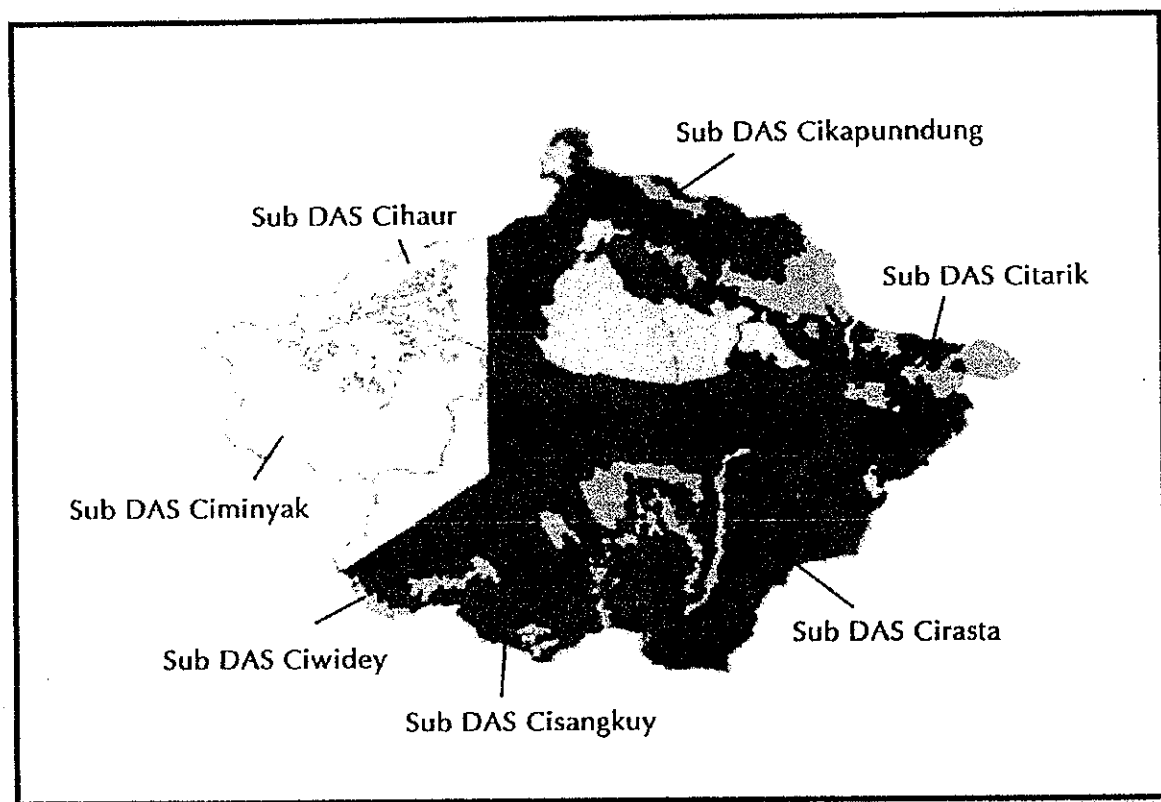 Sub DAS Cikapunndung
Sub DAS Cihaur
Sub DAS Citarik
Sub DAS Ciminyak
Sub DAS Cirasta
Sub DAS Ciwidey
Sub DAS Cisangkuy